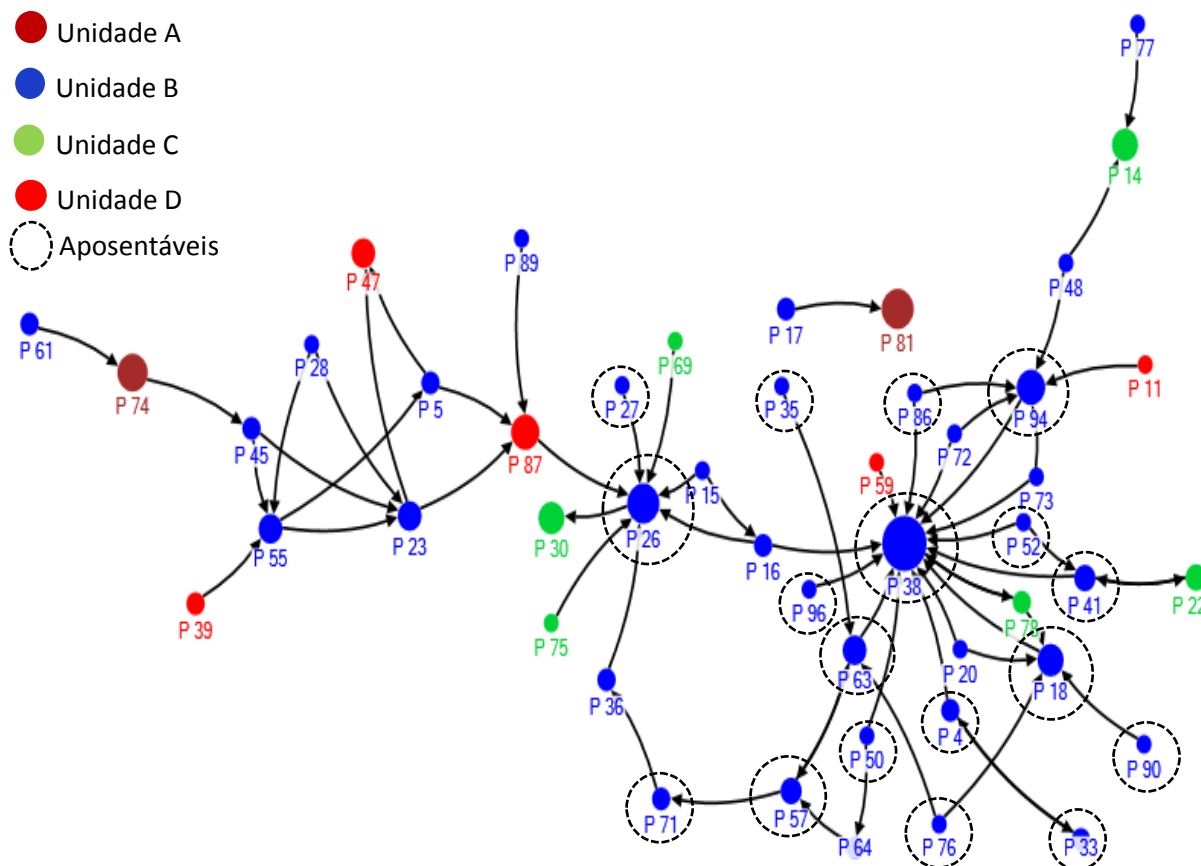 Unidade A
Unidade B
Unidade C
Unidade D
Aposentáveis
P 77
P 14
P 89
P 47
P 48
P 17
P 81
P 61
P 28
P 69
P 11
P 74
P 5
P 27
P 35
P 86
P 94
P 45
P 72
P 87
P 59
P 15
P 73
P 26
P 30
P 55
P 23
P 16
P 38
P 52
P 41
P 22
P 39
P 75
P 96
P 79
P 63
P 20
P 18
P 36
P 4
P 50
P 90
P 71
P 57
P 64
P 76
P 33